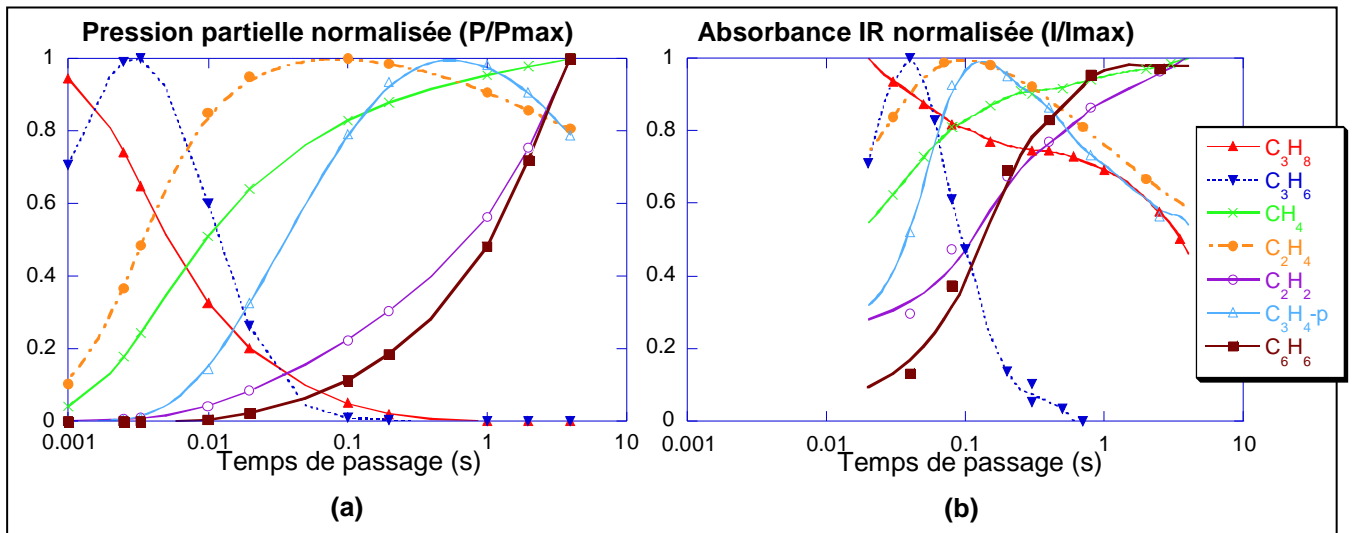 Pression partielle normalisée (P/Pmax)
1
0.8
0.6
0.4
0.2
0
0.001
0.01
0.1
1
10
Temps de passage (s)
(a)
Absorbance IR normalisée (I/Imax)
1
0.8
0.6
0.4
0.2
0
0.001
0.01
0.1
1
10
Temps de passage (s)
(b)
C₃H₈
C₃H₆
CH₄
C₂H₄
C₂H₂
C₃H₄-p
C₆H₆